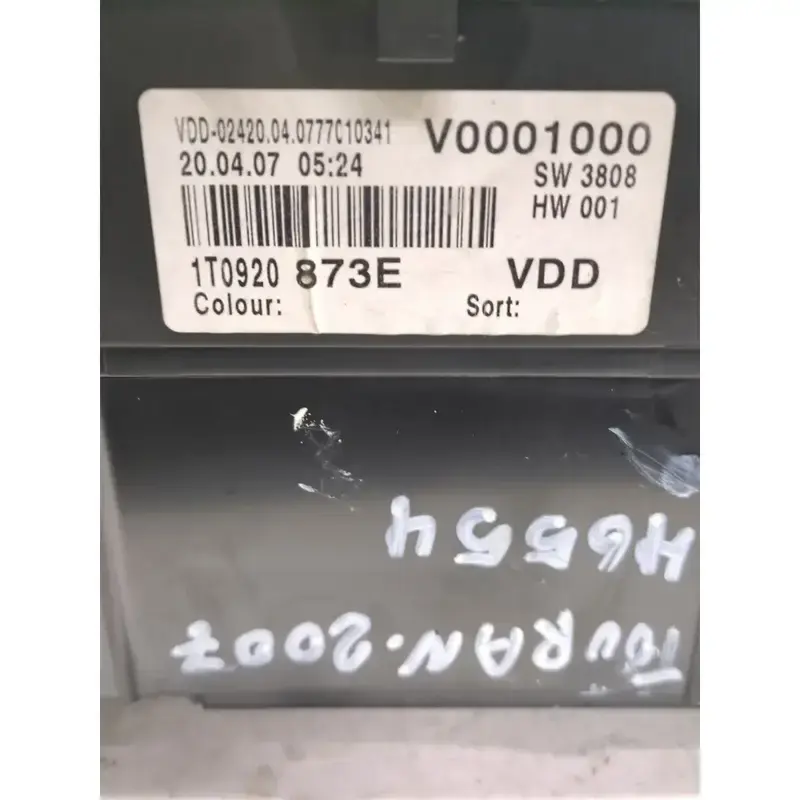 VDD-02420.04.0777C10341
V0001000
20.04.07 05:24
SW 3808
HW 001
1T0920 873E VDD
Colour: Sort:
TOURAN.2007
H6554